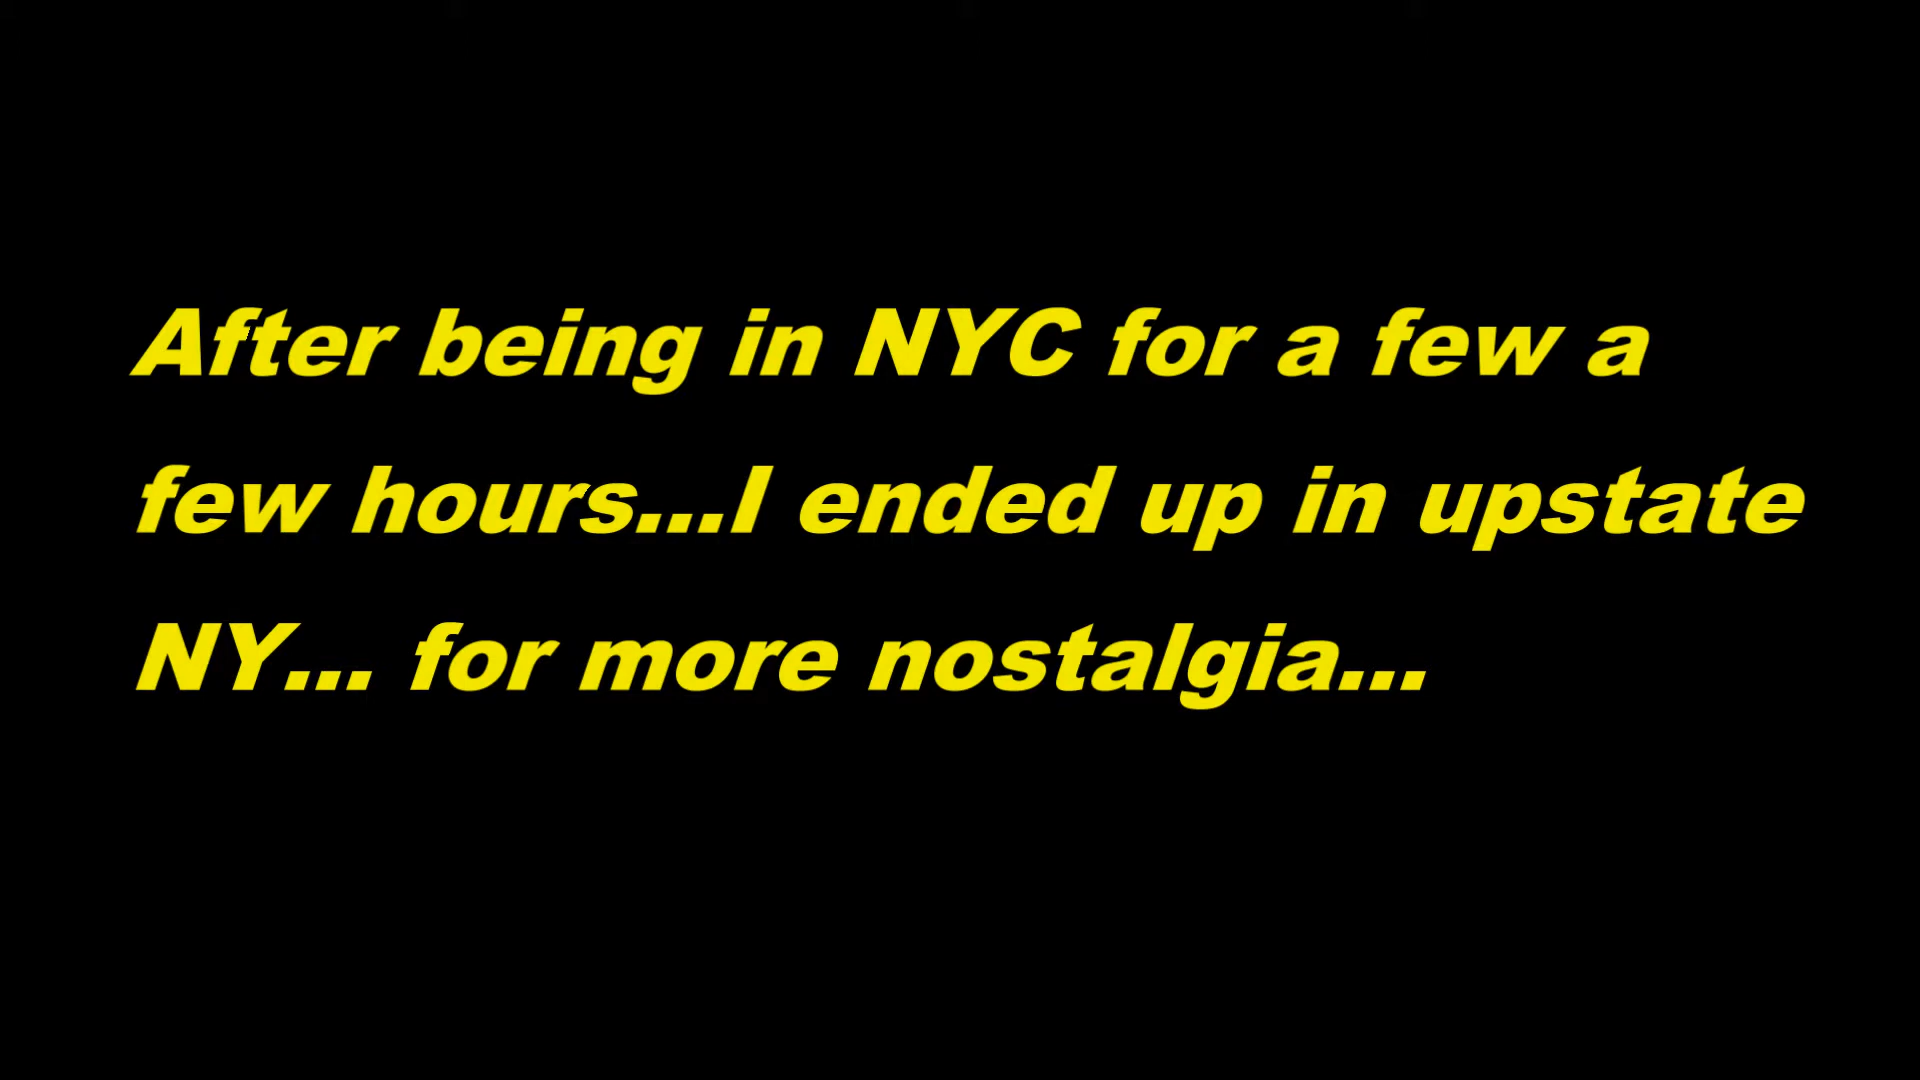 After being in NYC for a few a
few hours...I ended up in upstate
NY... for more nostalgia...